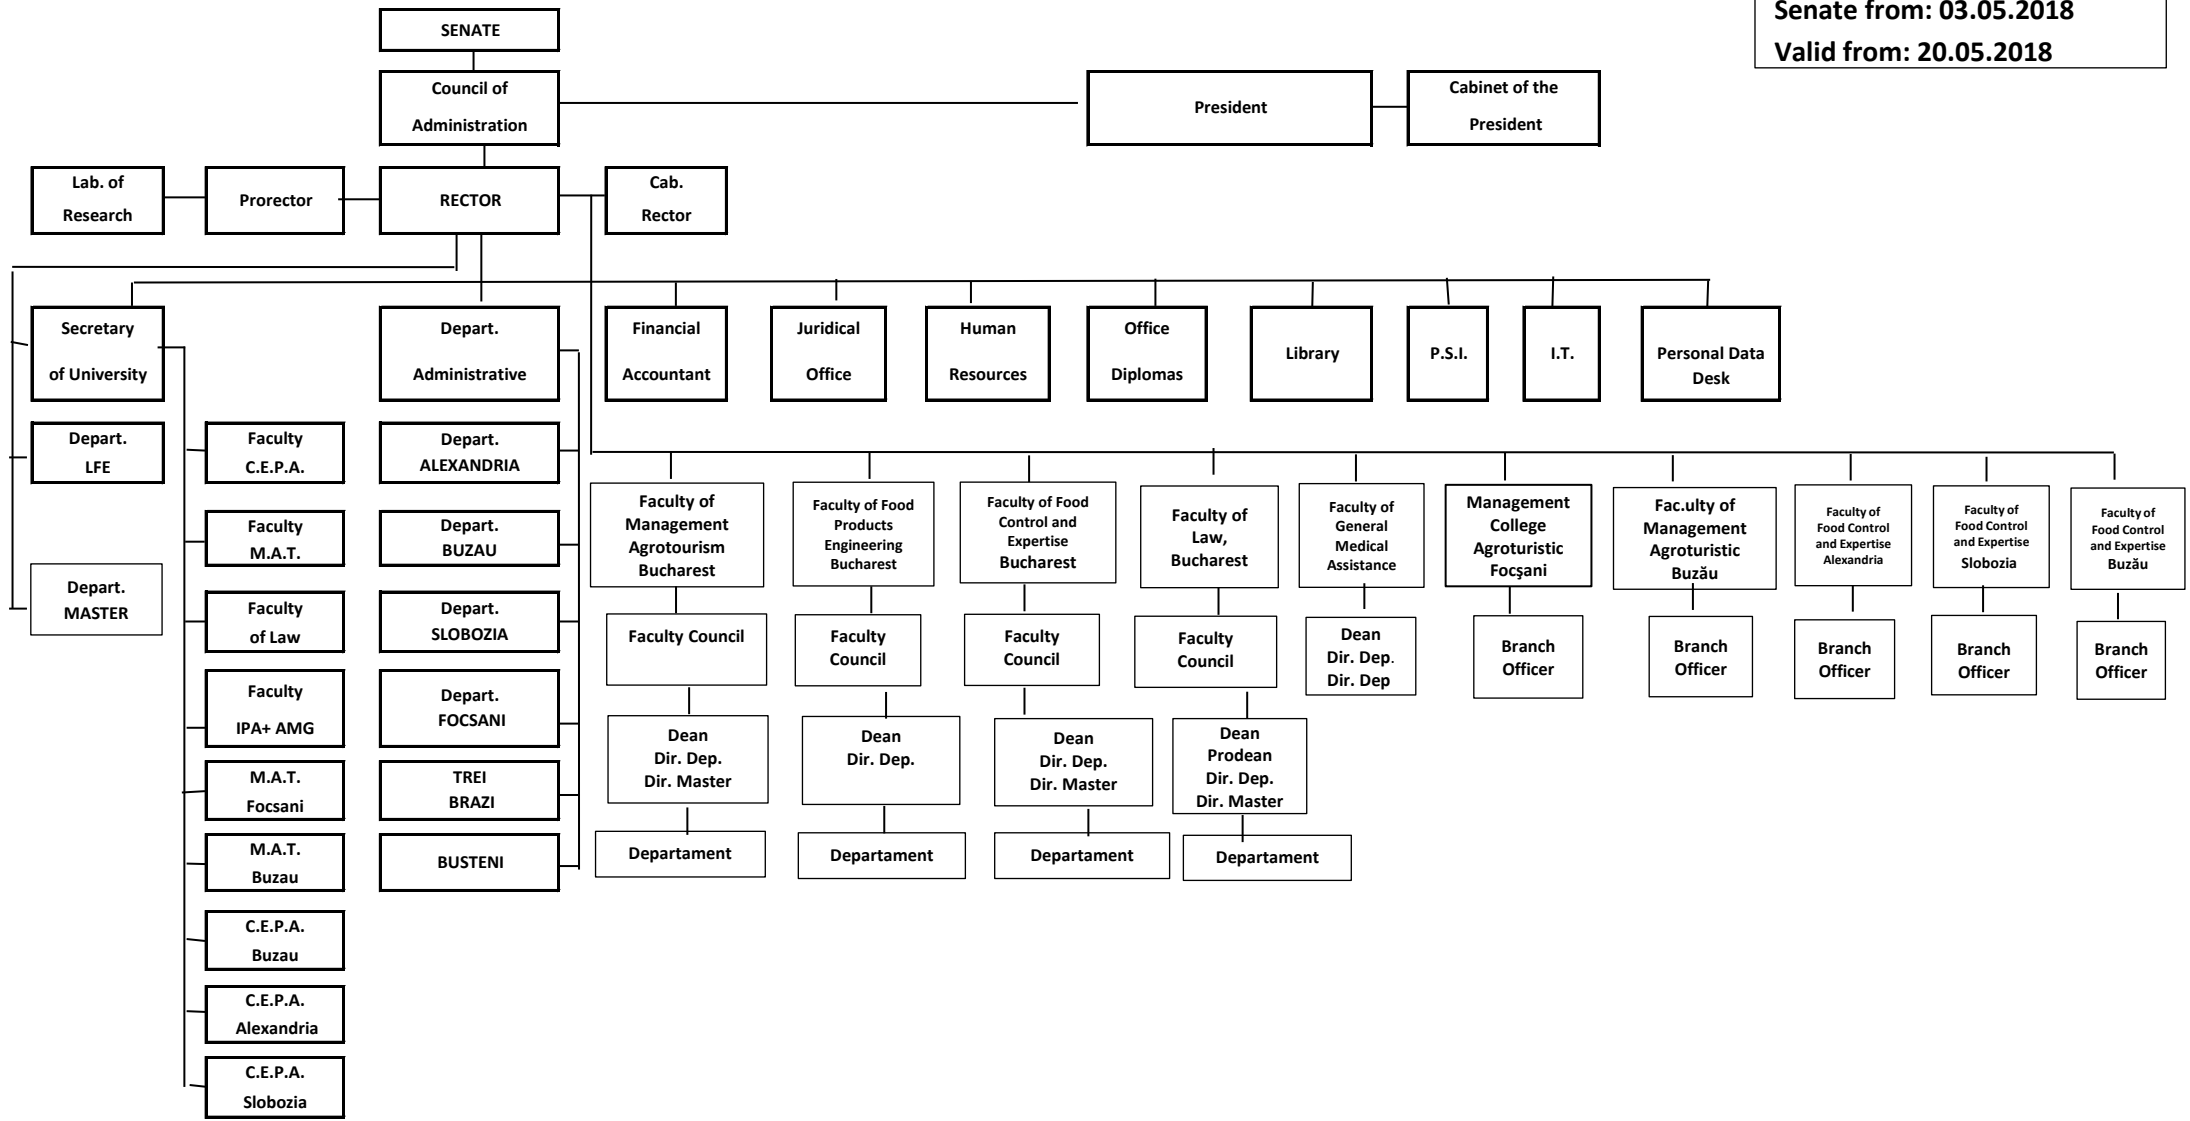 Senate from: 03.05.2018
Valid from: 20.05.2018
SENATE
Council of
Administration
President
Cabinet of the
President
Lab. of
Research
Prorector
RECTOR
Cab.
Rector
Secretary
of University
Depart.
Administrative
Financial
Accountant
Juridical
Office
Human
Resources
Office
Diplomas
Library
P.S.I.
I.T.
Personal Data
Desk
Depart.
LFE
Depart.
MASTER
Faculty
C.E.P.A.
Faculty
M.A.T.
Faculty
of Law
Faculty
IPA+ AMG
M.A.T.
Focsani
M.A.T.
Buzau
C.E.P.A.
Buzau
C.E.P.A.
Alexandria
C.E.P.A.
Slobozia
Depart.
ALEXANDRIA
Depart.
BUZAU
Depart.
SLOBOZIA
Depart.
FOCSANI
TREI
BRAZI
BUSTENI
Faculty of
Management
Agrotourism
Bucharest
Faculty Council
Dean
Dir. Dep.
Dir. Master
Departament
Faculty of Food
Products
Engineering
Bucharest
Faculty
Council
Dean
Dir. Dep.
Departament
Faculty of Food
Control and
Expertise
Bucharest
Faculty
Council
Dean
Dir. Dep.
Dir. Master
Departament
Faculty of
Law,
Bucharest
Faculty
Council
Dean
Prodean
Dir. Dep.
Dir. Master
Departament
Faculty of
General
Medical
Assistance
Dean
Dir. Dep.
Dir. Dep
Management
College
Agroturistic
Focşani
Branch
Officer
Fac.ulty of
Management
Agroturistic
Buzău
Branch
Officer
Faculty of
Food Control
and Expertise
Alexandria
Branch
Officer
Faculty of
Food Control
and Expertise
Slobozia
Branch
Officer
Faculty of
Food Control
and Expertise
Buzău
Branch
Officer